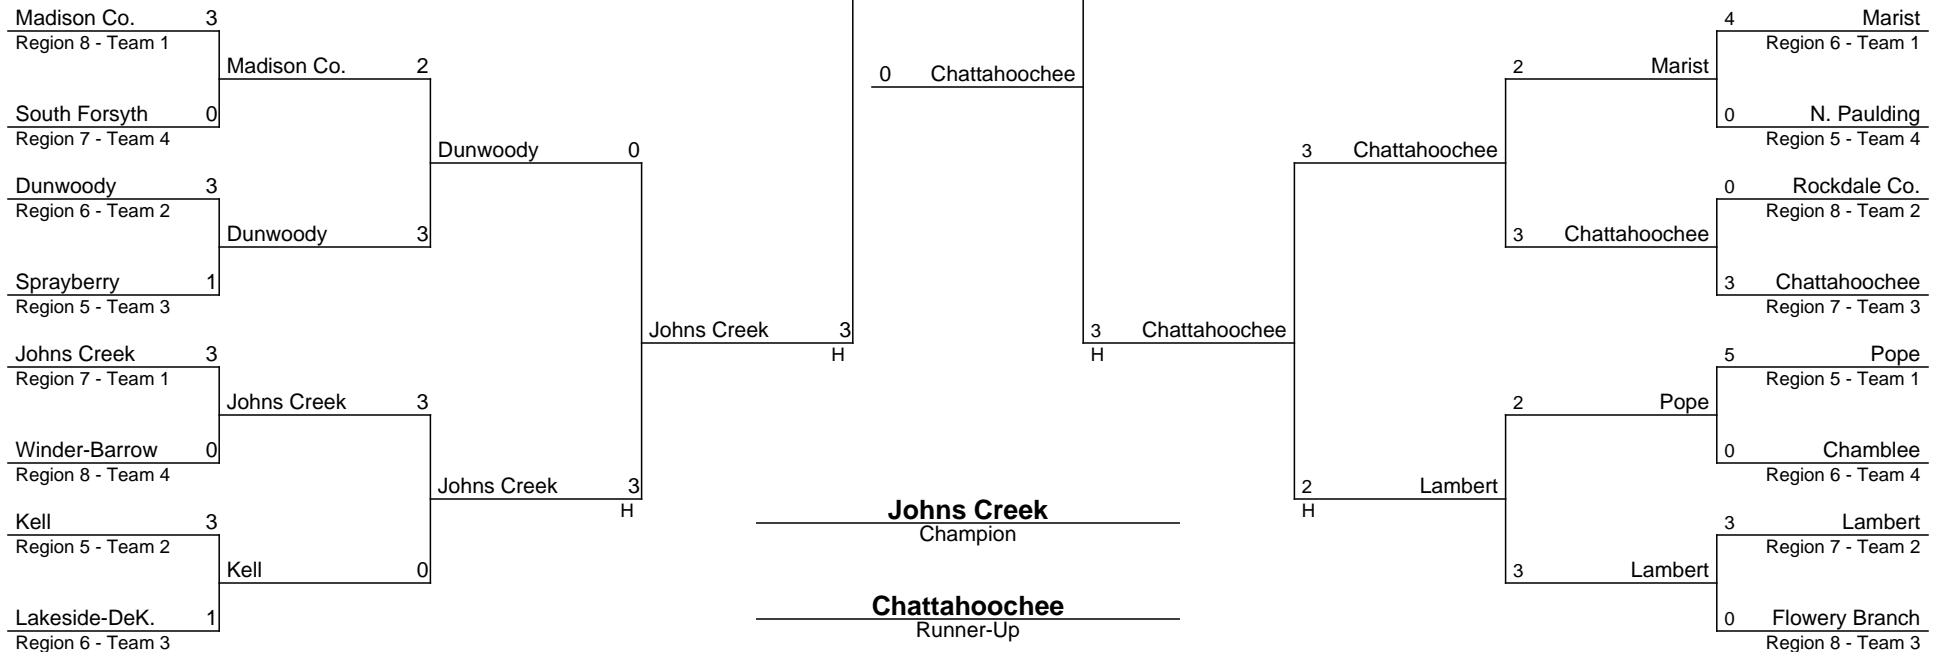 Madison Co. 3
Region 8 - Team 1
Madison Co. 2
South Forsyth 0
Region 7 - Team 4
Dunwoody 0
Dunwoody 3
Region 6 - Team 2
Dunwoody 3
Sprayberry 1
Region 5 - Team 3
Johns Creek 3
H
Johns Creek 3
Region 7 - Team 1
Johns Creek 3
Winder-Barrow 0
Region 8 - Team 4
Johns Creek 3
H
Kell 3
Region 5 - Team 2
Kell 0
Lakeside-DeK. 1
Region 6 - Team 3
0 Chattahoochee
Johns Creek
Champion
Chattahoochee
Runner-Up
4 Marist
Region 6 - Team 1
2 Marist
0 N. Paulding
Region 5 - Team 4
3 Chattahoochee
0 Rockdale Co.
Region 8 - Team 2
3 Chattahoochee
3 Chattahoochee
Region 7 - Team 3
3 Chattahoochee
H
5 Pope
Region 5 - Team 1
2 Pope
0 Chamblee
Region 6 - Team 4
2 Lambert
H
3 Lambert
Region 7 - Team 2
3 Lambert
0 Flowery Branch
Region 8 - Team 3